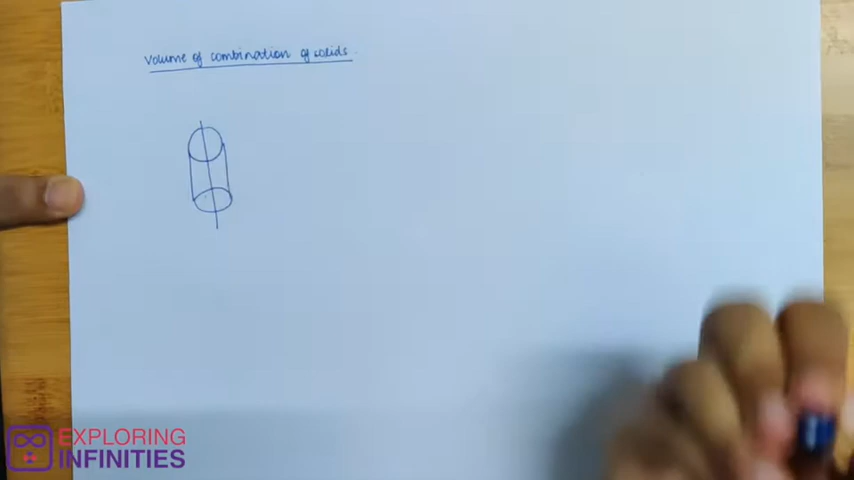 Volume of combination of solids.
EXPLORING
INFINITIES